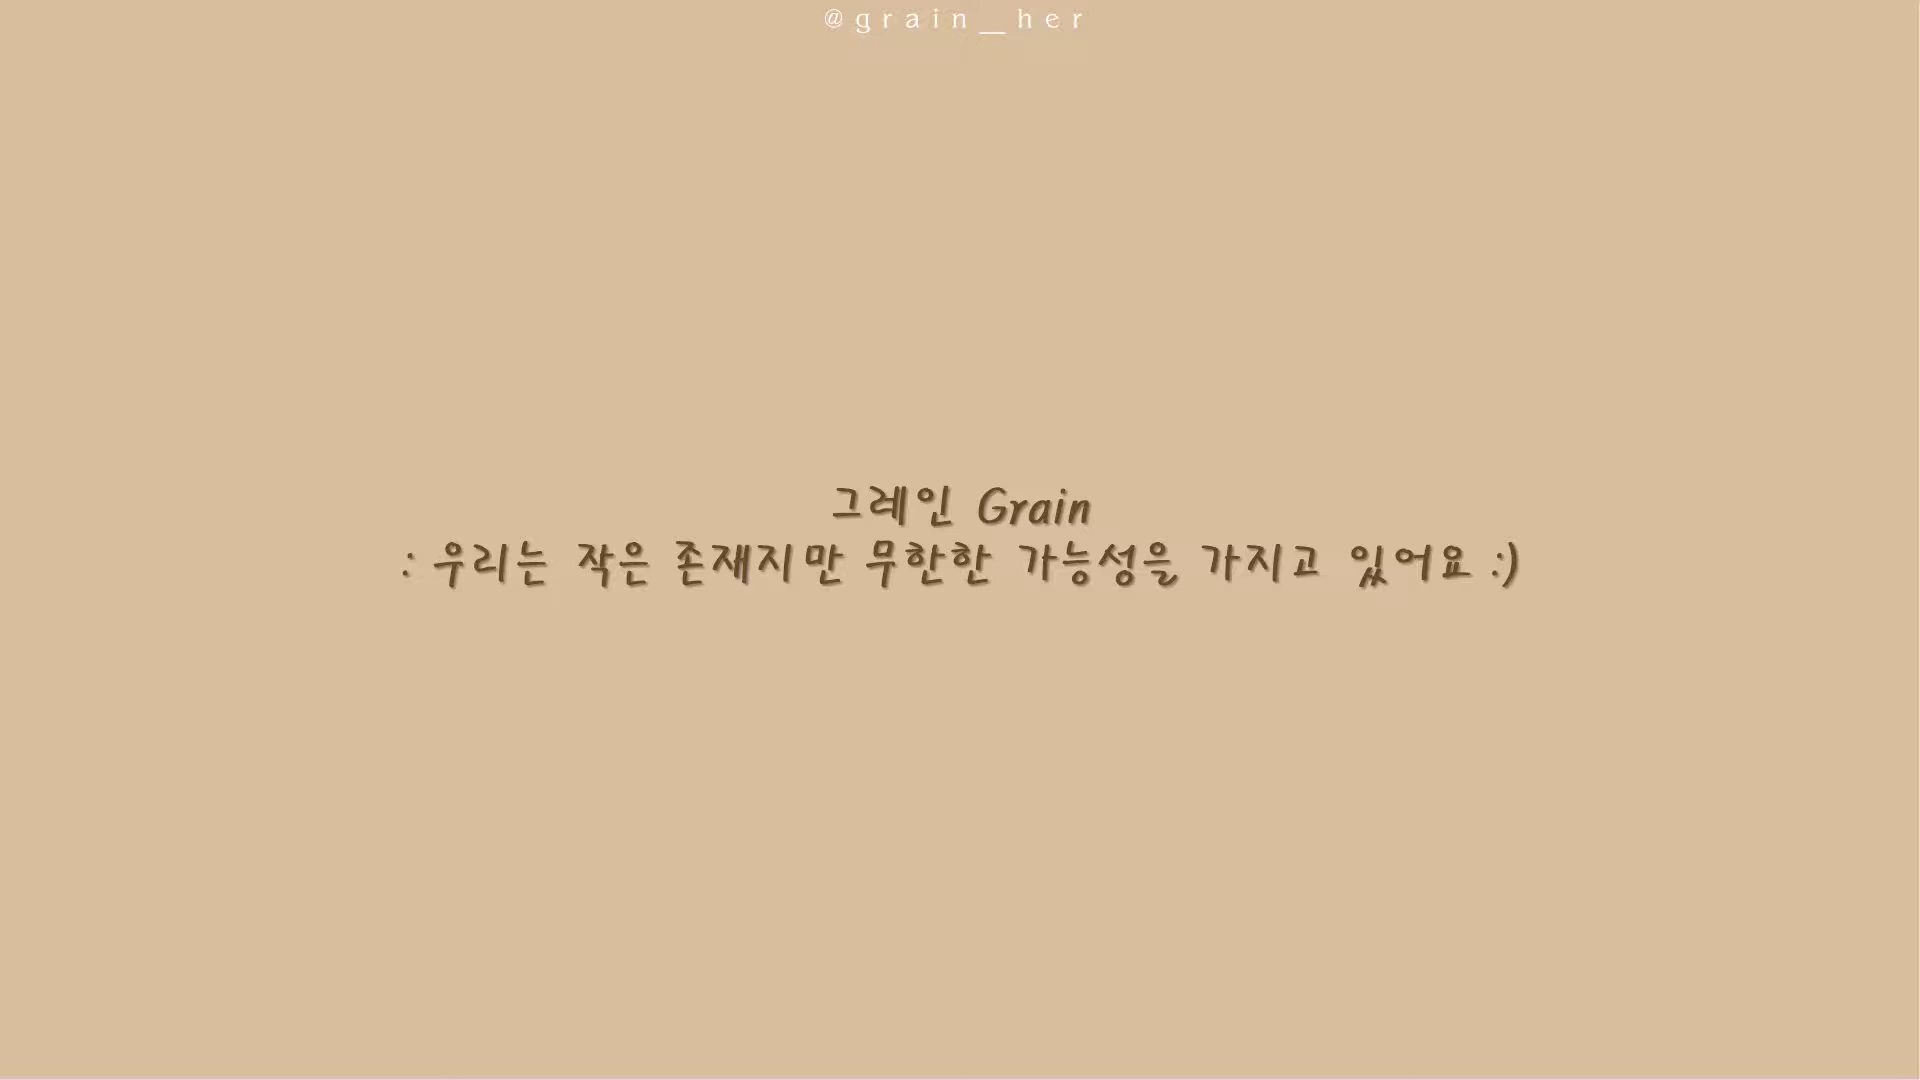 @grain_her
그레인 Grain
: 우리는 작은 존재지만 무한한 가능성을 가지고 있어요 :)